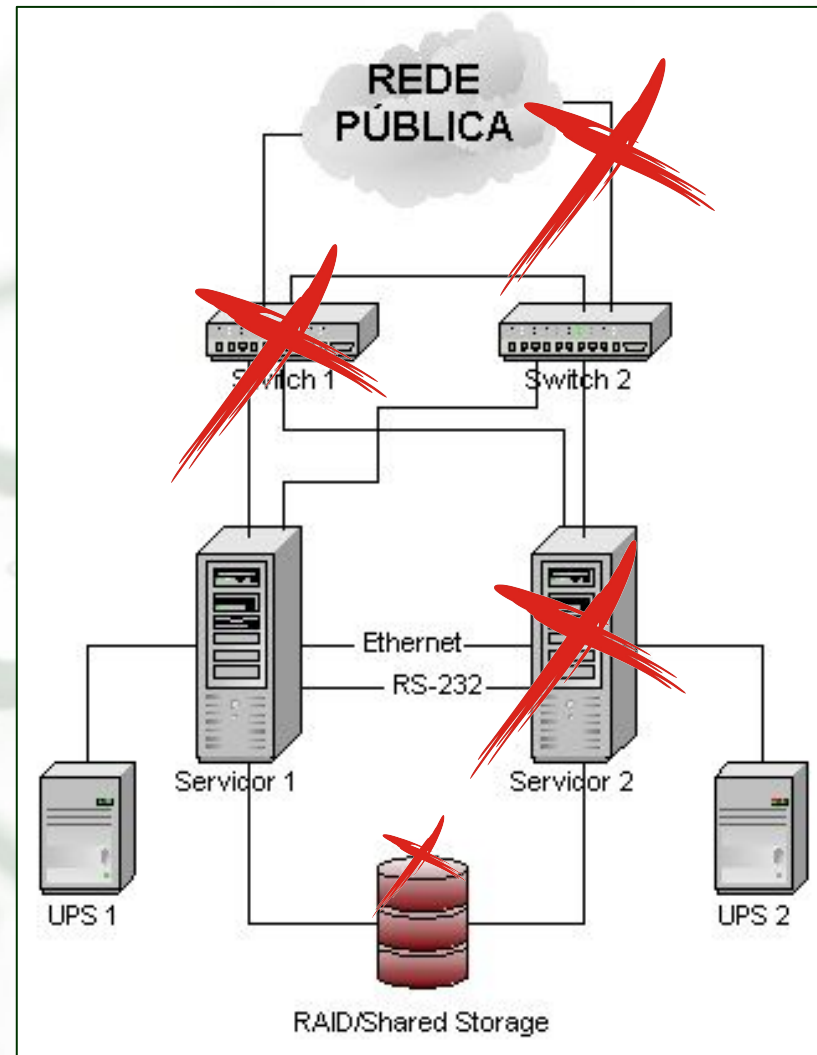 REDE
PÚBLICA
Switch 1
Switch 2
Ethernet
RS-232
Servidor 1
Servidor 2
UPS 1
UPS 2
RAID/Shared Storage